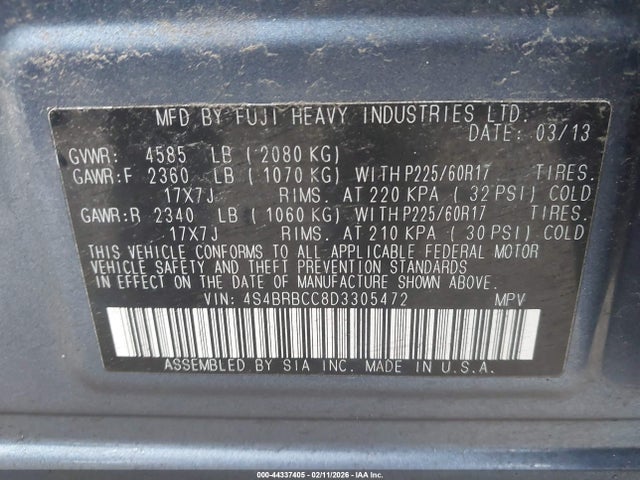 MFD BY FUJI HEAVY INDUSTRIES LTD.
DATE: 03/13
GVWR: 4585 LB (2080 KG)
GAWR:F 2360 LB (1070 KG) WITH P225/60R17 TIRES.
17X7J RIMS. AT 220 KPA (32 PSI) COLD
GAWR:R 2340 LB (1060 KG) WITH P225/60R17 TIRES.
17X7J RIMS. AT 210 KPA (30 PSI) COLD
THIS VEHICLE CONFORMS TO ALL APPLICABLE FEDERAL MOTOR
VEHICLE SAFETY AND THEFT PREVENTION STANDARDS
IN EFFECT ON THE DATE OF MANUFACTURE SHOWN ABOVE.
VIN: 4S4BRBCC8D3305472 MPV
ASSEMBLED BY SIA INC. MADE IN U.S.A.
000-44337405 - 02/11/2026 - IAA Inc.